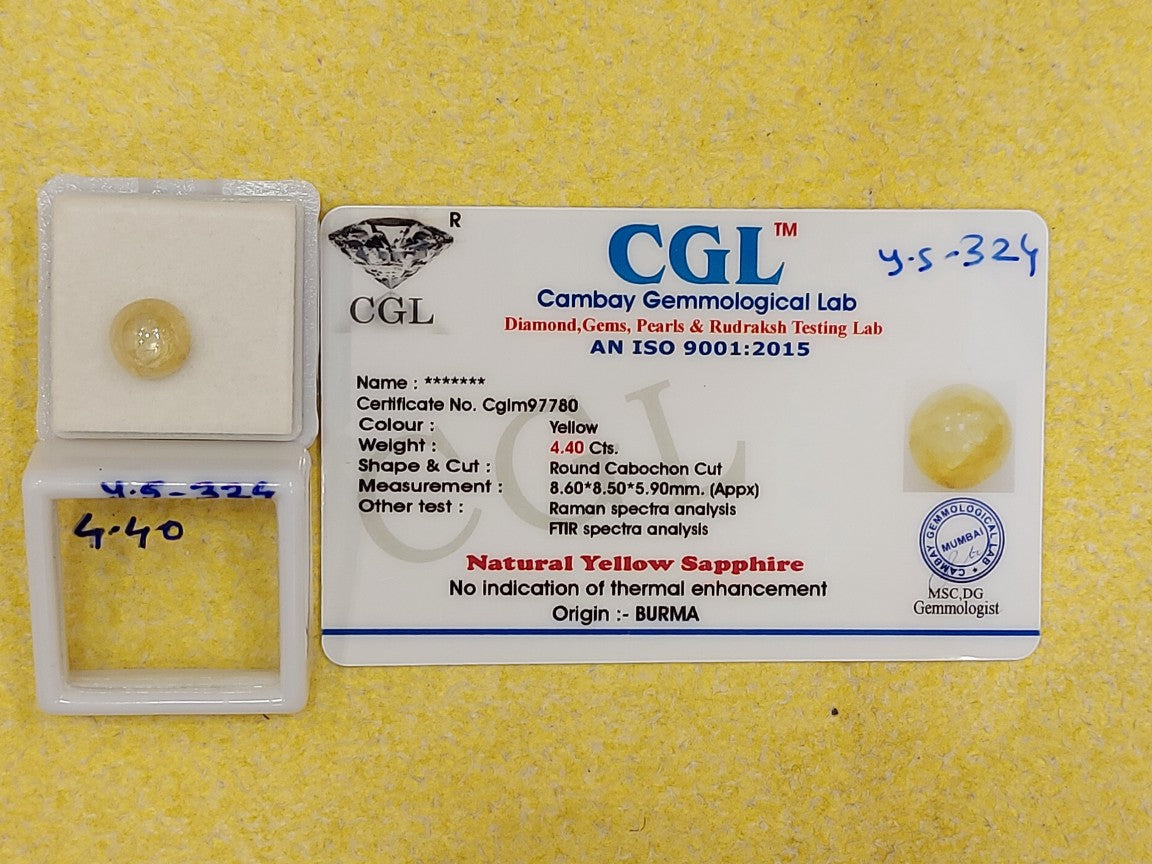 R
CGL
CGL™
Cambay Gemmological Lab
Diamond,Gems, Pearls & Rudraksh Testing Lab
AN ISO 9001:2015
y.s-324
Name : *******
Certificate No. Cglm97780
Colour : Yellow
Weight : 4.40 Cts.
Shape & Cut : Round Cabochon Cut
Measurement : 8.60*8.50*5.90mm. (Appx)
Other test : Raman spectra analysis
FTIR spectra analysis
CGL
Natural Yellow Sapphire
No indication of thermal enhancement
Origin :- BURMA
CAMBAY GEMMOLOGICAL LAB
MUMBAI
MSC,DG
Gemmologist
y.s-324
4.40